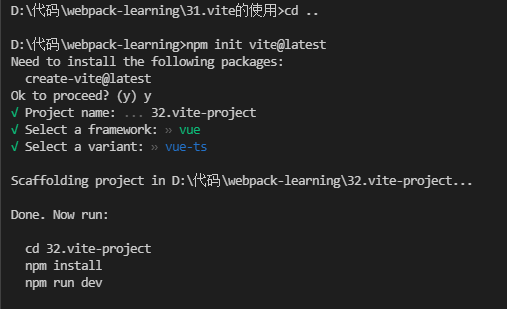 D:\代码\webpack-learning\31.vite的使用>cd ..
D:\代码\webpack-learning>npm init vite@latest
Need to install the following packages:
  create-vite@latest
Ok to proceed? (y) y
√ Project name: ... 32.vite-project
√ Select a framework: » vue
√ Select a variant: » vue-ts
Scaffolding project in D:\代码\webpack-learning\32.vite-project...
Done. Now run:
  cd 32.vite-project
  npm install
  npm run dev